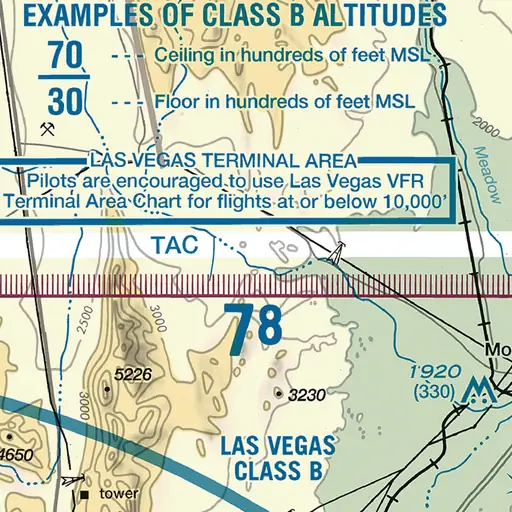 EXAMPLES OF CLASS B ALTITUDES
70
Ceiling in hundreds of feet MSL
30
Floor in hundreds of feet MSL
2000
Meadow
LAS VEGAS TERMINAL AREA
Pilots are encouraged to use Las Vegas VFR
Terminal Area Chart for flights at or below 10,000'
TAC
2500
3000
78
Mo
5226
1920
(330)
3230
3000
LAS VEGAS
CLASS B
4650
tower